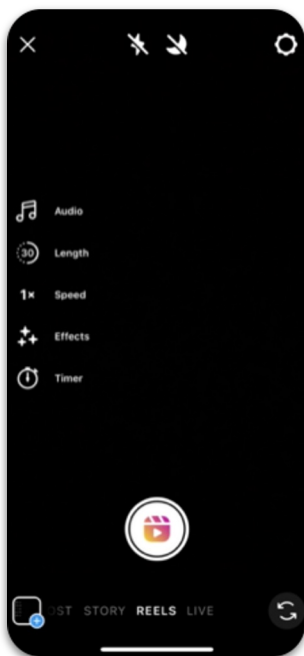 Audio
30 Length
1× Speed
Effects
Timer
OST STORY REELS LIVE